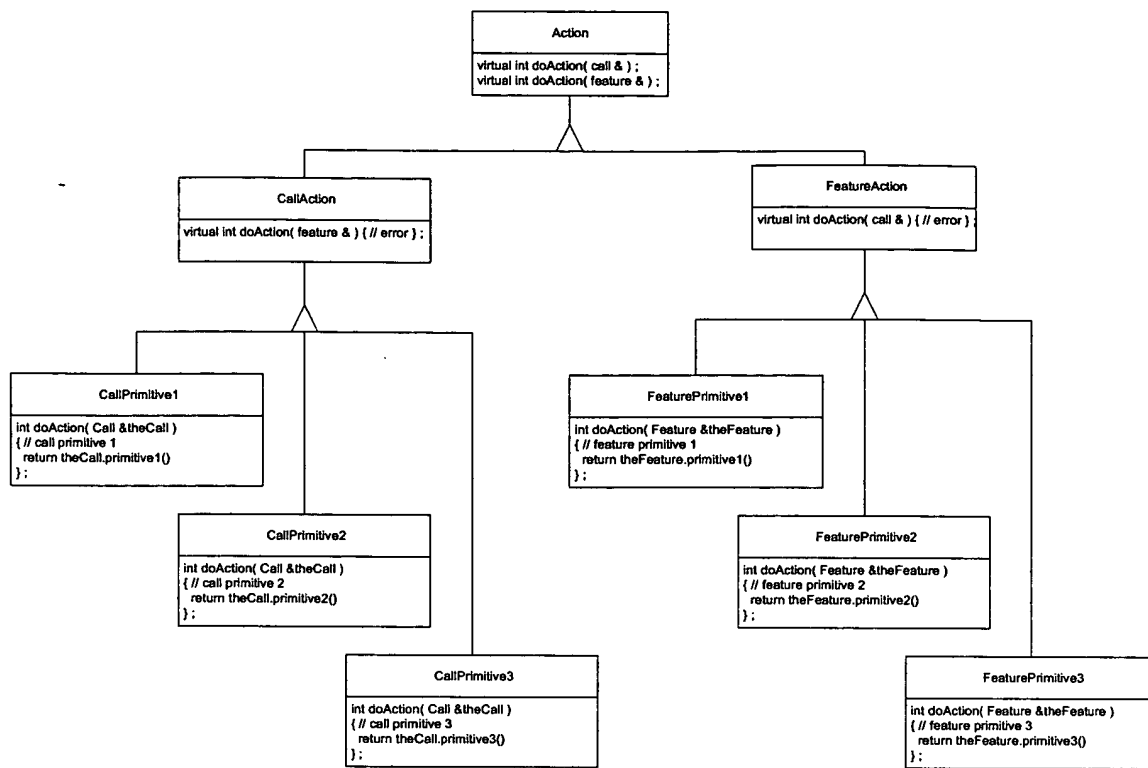 Action
virtual int doAction( call & ) ;
virtual int doAction( feature & ) ;
CallAction
virtual int doAction( feature & ) { // error } ;
FeatureAction
virtual int doAction( call & ) { // error } ;
CallPrimitive1
int doAction( Call &theCall )
{ // call primitive 1
return theCall.primitive1()
} ;
FeaturePrimitive1
int doAction( Feature &theFeature )
{ // feature primitive 1
return theFeature.primitive1()
} ;
CallPrimitive2
int doAction( Call &theCall )
{ // call primitive 2
return theCall.primitive2()
} ;
FeaturePrimitive2
int doAction( Feature &theFeature )
{ // feature primitive 2
return theFeature.primitive2()
} ;
CallPrimitive3
int doAction( Call &theCall )
{ // call primitive 3
return theCall.primitive3()
} ;
FeaturePrimitive3
int doAction( Feature &theFeature )
{ // feature primitive 3
return theFeature.primitive3()
} ;